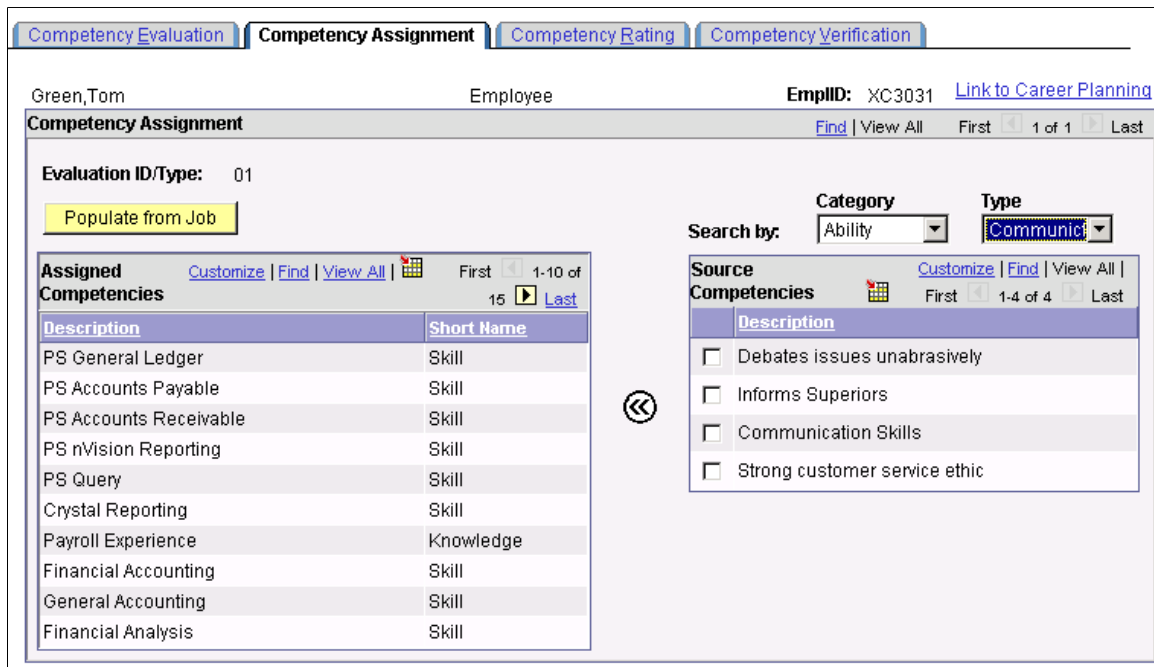 Competency Evaluation Competency Assignment Competency Rating Competency Verification
Green,Tom Employee EmplID: XC3031 Link to Career Planning
Competency Assignment Find | View All First 1 of 1 Last
Evaluation ID/Type: 01
Populate from Job
Category Type
Search by: Ability Communict
Assigned Competencies Customize | Find | View All | First 1-10 of 15 Last
Description Short Name
PS General Ledger Skill
PS Accounts Payable Skill
PS Accounts Receivable Skill
PS nVision Reporting Skill
PS Query Skill
Crystal Reporting Skill
Payroll Experience Knowledge
Financial Accounting Skill
General Accounting Skill
Financial Analysis Skill
Source Competencies Customize | Find | View All | First 1-4 of 4 Last
Description
Debates issues unabrasively
Informs Superiors
Communication Skills
Strong customer service ethic